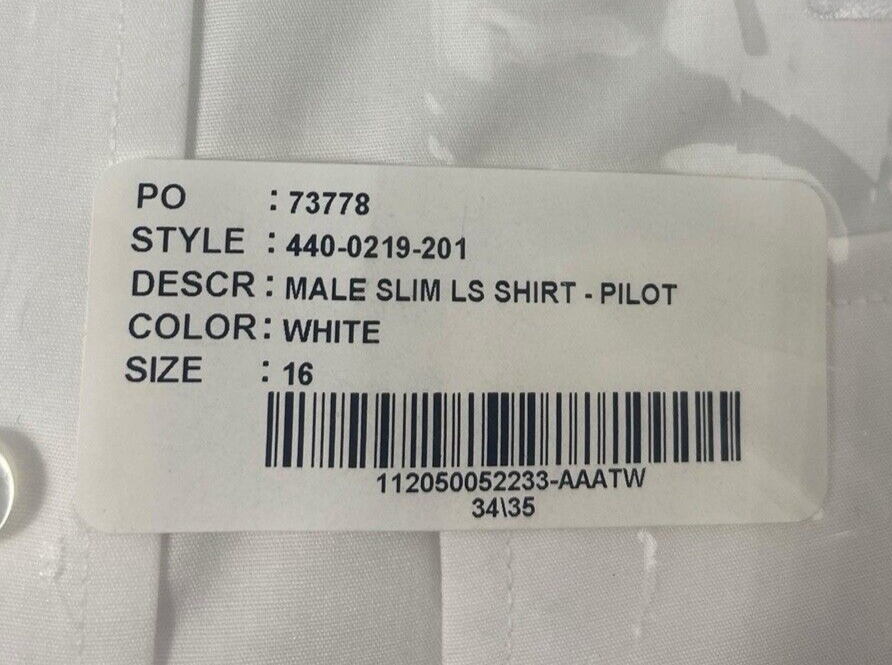 PO : 73778
STYLE : 440-0219-201
DESCR : MALE SLIM LS SHIRT - PILOT
COLOR : WHITE
SIZE : 16
112050052233-AAATW
34\35